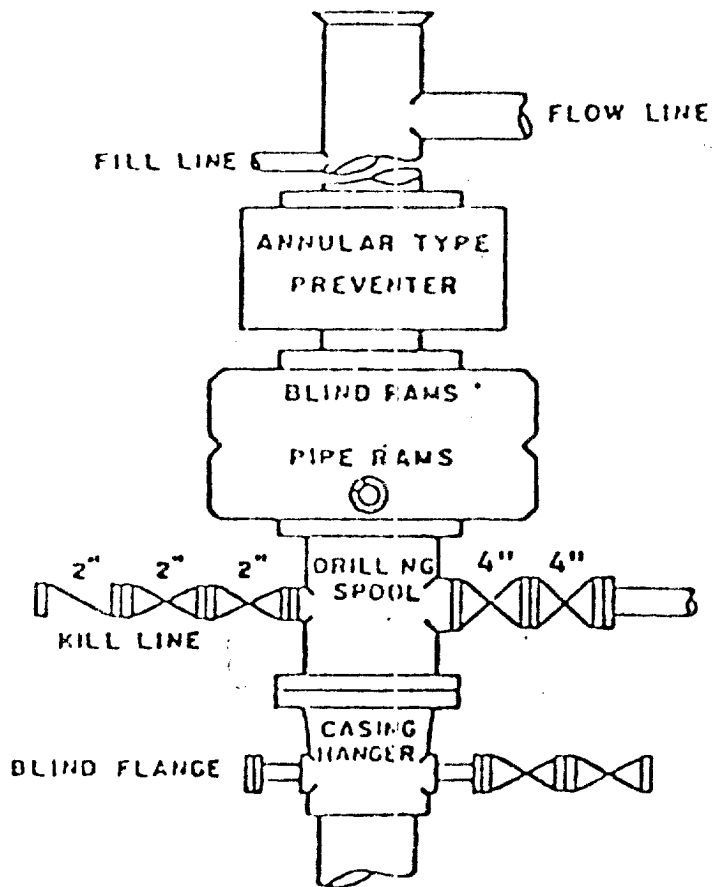 FLOW LINE
FILL LINE
ANNULAR TYPE
PREVENTER
BLIND RAMS
PIPE RAMS
2" 2" 2"
DRILLING
SPOOL
4" 4"
KILL LINE
CASING
HANGER
BLIND FLANGE